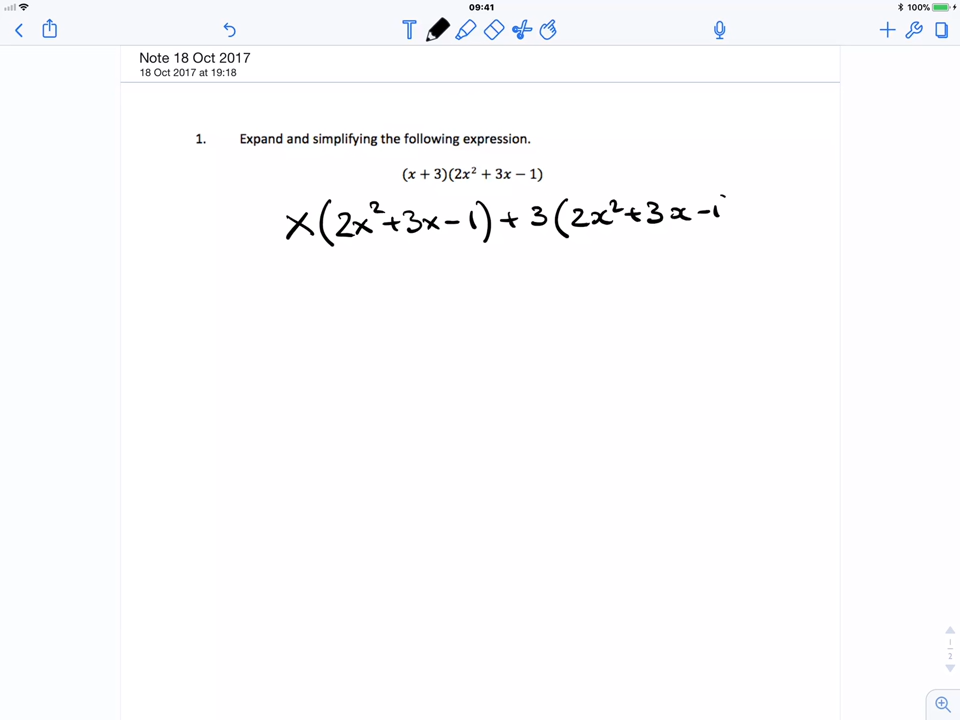 09:41
100%
T
Note 18 Oct 2017
18 Oct 2017 at 19:18
1. Expand and simplifying the following expression.
(x + 3)(2x² + 3x − 1)
x(2x²+3x-1) + 3(2x²+3x-1
1
2